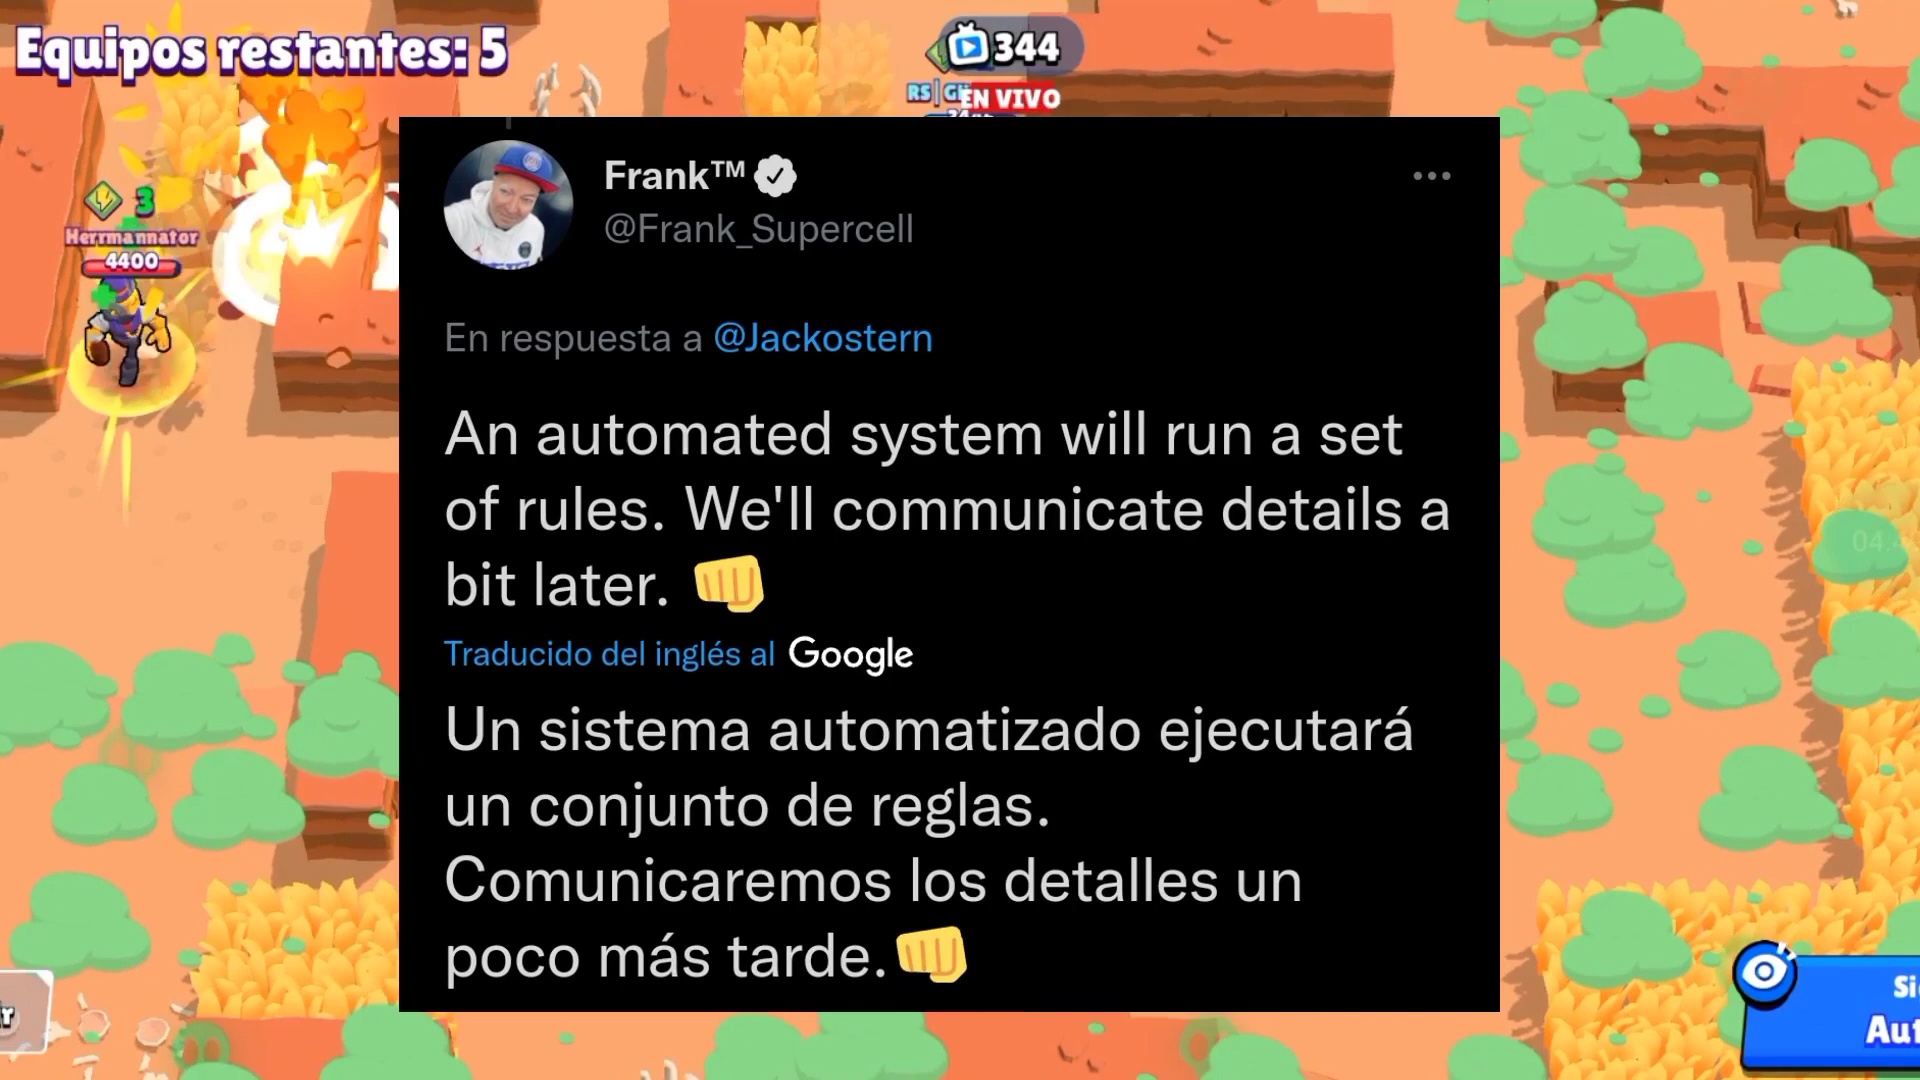 Equipos restantes: 5
344
RS|G
EN VIVO
3
Herrmannator
4400
Frank™
@Frank_Supercell
En respuesta a @Jackostern
An automated system will run a set
of rules. We'll communicate details a
bit later. 👊
Traducido del inglés al Google
Un sistema automatizado ejecutará
un conjunto de reglas.
Comunicaremos los detalles un
poco más tarde. 👊